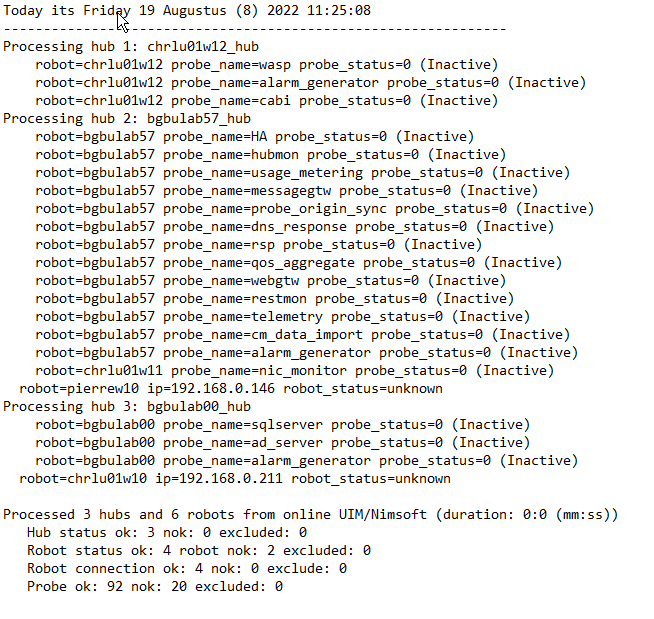 Today its Friday 19 Augustus (8) 2022 11:25:08
---------------------------------------------------------------
Processing hub 1: chrlu01w12_hub
    robot=chrlu01w12 probe_name=wasp probe_status=0 (Inactive)
    robot=chrlu01w12 probe_name=alarm_generator probe_status=0 (Inactive)
    robot=chrlu01w12 probe_name=cabi probe_status=0 (Inactive)
Processing hub 2: bgbulab57_hub
    robot=bgbulab57 probe_name=HA probe_status=0 (Inactive)
    robot=bgbulab57 probe_name=hubmon probe_status=0 (Inactive)
    robot=bgbulab57 probe_name=usage_metering probe_status=0 (Inactive)
    robot=bgbulab57 probe_name=messagegtw probe_status=0 (Inactive)
    robot=bgbulab57 probe_name=probe_origin_sync probe_status=0 (Inactive)
    robot=bgbulab57 probe_name=dns_response probe_status=0 (Inactive)
    robot=bgbulab57 probe_name=rsp probe_status=0 (Inactive)
    robot=bgbulab57 probe_name=qos_aggregate probe_status=0 (Inactive)
    robot=bgbulab57 probe_name=webgtw probe_status=0 (Inactive)
    robot=bgbulab57 probe_name=restmon probe_status=0 (Inactive)
    robot=bgbulab57 probe_name=telemetry probe_status=0 (Inactive)
    robot=bgbulab57 probe_name=cm_data_import probe_status=0 (Inactive)
    robot=bgbulab57 probe_name=alarm_generator probe_status=0 (Inactive)
    robot=chrlu01w11 probe_name=nic_monitor probe_status=0 (Inactive)
  robot=pierrew10 ip=192.168.0.146 robot_status=unknown
Processing hub 3: bgbulab00_hub
    robot=bgbulab00 probe_name=sqlserver probe_status=0 (Inactive)
    robot=bgbulab00 probe_name=ad_server probe_status=0 (Inactive)
    robot=bgbulab00 probe_name=alarm_generator probe_status=0 (Inactive)
  robot=chrlu01w10 ip=192.168.0.211 robot_status=unknown

Processed 3 hubs and 6 robots from online UIM/Nimsoft (duration: 0:0 (mm:ss))
   Hub status ok: 3 nok: 0 excluded: 0
   Robot status ok: 4 robot nok: 2 excluded: 0
   Robot connection ok: 4 nok: 0 exclude: 0
   Probe ok: 92 nok: 20 excluded: 0